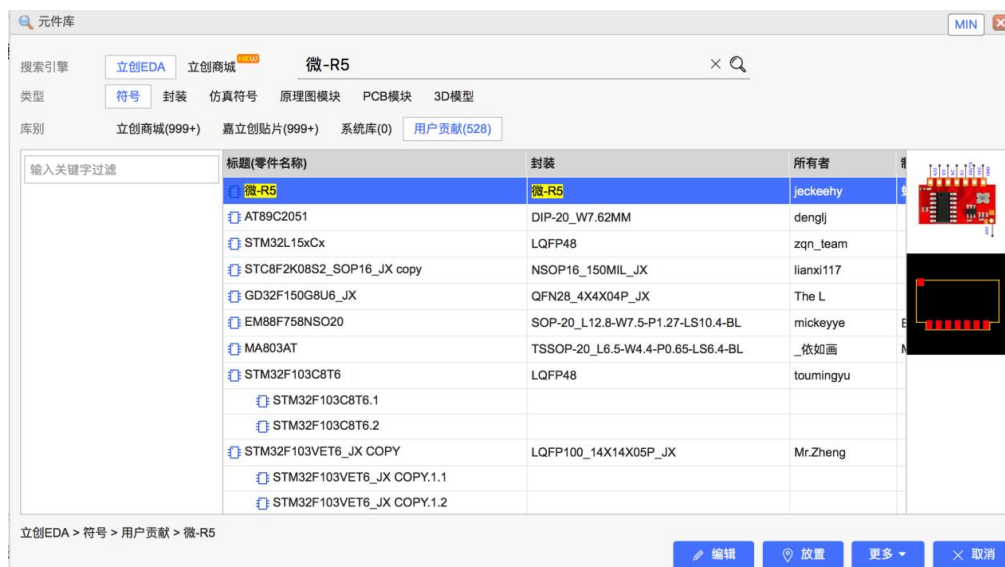 元件库 MIN
搜索引擎 立创EDA 立创商城 NEW 微-R5
类型 符号 封装 仿真符号 原理图模块 PCB模块 3D模型
库别 立创商城(999+) 嘉立创贴片(999+) 系统库(0) 用户贡献(528)
输入关键字过滤
标题(零件名称) 封装 所有者
微-R5 微-R5 jeckeehy
AT89C2051 DIP-20_W7.62MM denglj
STM32L15xCx LQFP48 zqn_team
STC8F2K08S2_SOP16_JX copy NSOP16_150MIL_JX lianxi117
GD32F150G8U6_JX QFN28_4X4X04P_JX The L
EM88F758NSO20 SOP-20_L12.8-W7.5-P1.27-LS10.4-BL mickeyye
MA803AT TSSOP-20_L6.5-W4.4-P0.65-LS6.4-BL _依如画
STM32F103C8T6 LQFP48 toumingyu
STM32F103C8T6.1
STM32F103C8T6.2
STM32F103VET6_JX COPY LQFP100_14X14X05P_JX Mr.Zheng
STM32F103VET6_JX COPY.1.1
STM32F103VET6_JX COPY.1.2
立创EDA > 符号 > 用户贡献 > 微-R5
编辑 放置 更多 取消